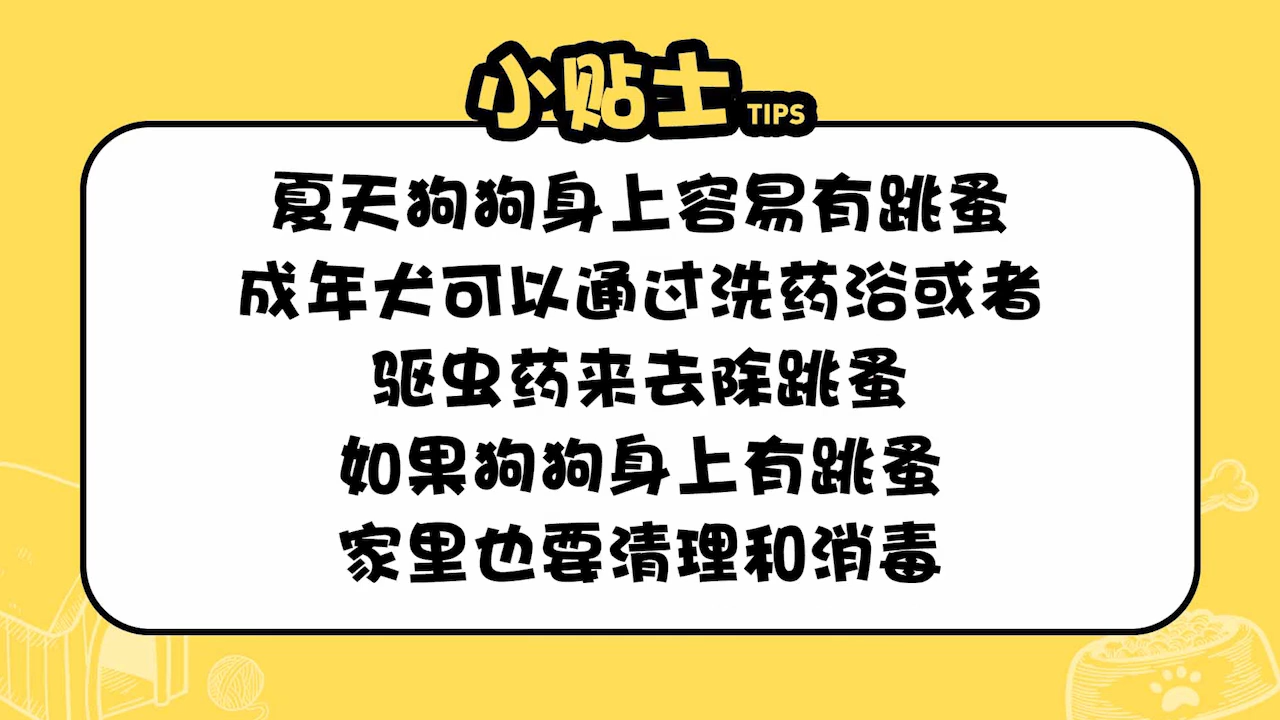 小贴士 TIPS
夏天狗狗身上容易有跳蚤
成年犬可以通过洗药浴或者
驱虫药来去除跳蚤
如果狗狗身上有跳蚤
家里也要清理和消毒